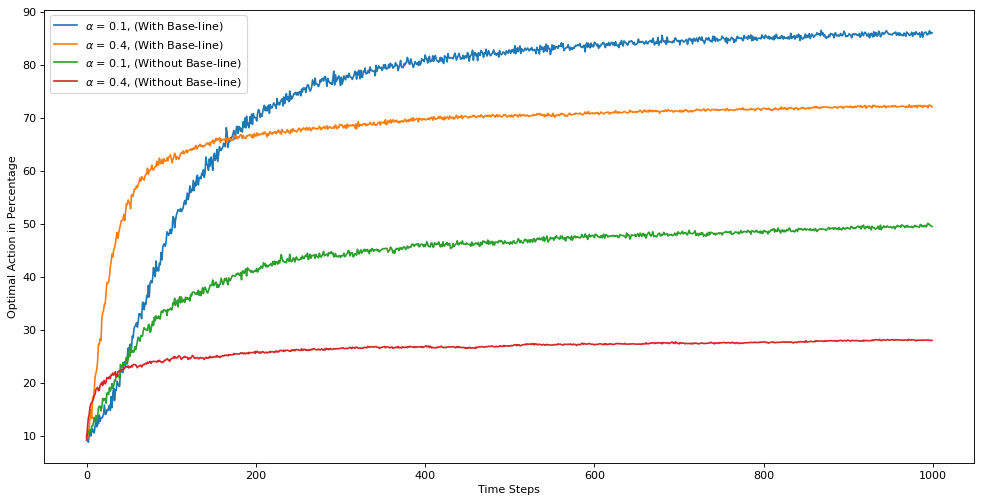 90
80
70
60
50
40
30
20
10
Optimal Action in Percentage
α = 0.1, (With Base-line)
α = 0.4, (With Base-line)
α = 0.1, (Without Base-line)
α = 0.4, (Without Base-line)
0 200 400 600 800 1000
Time Steps